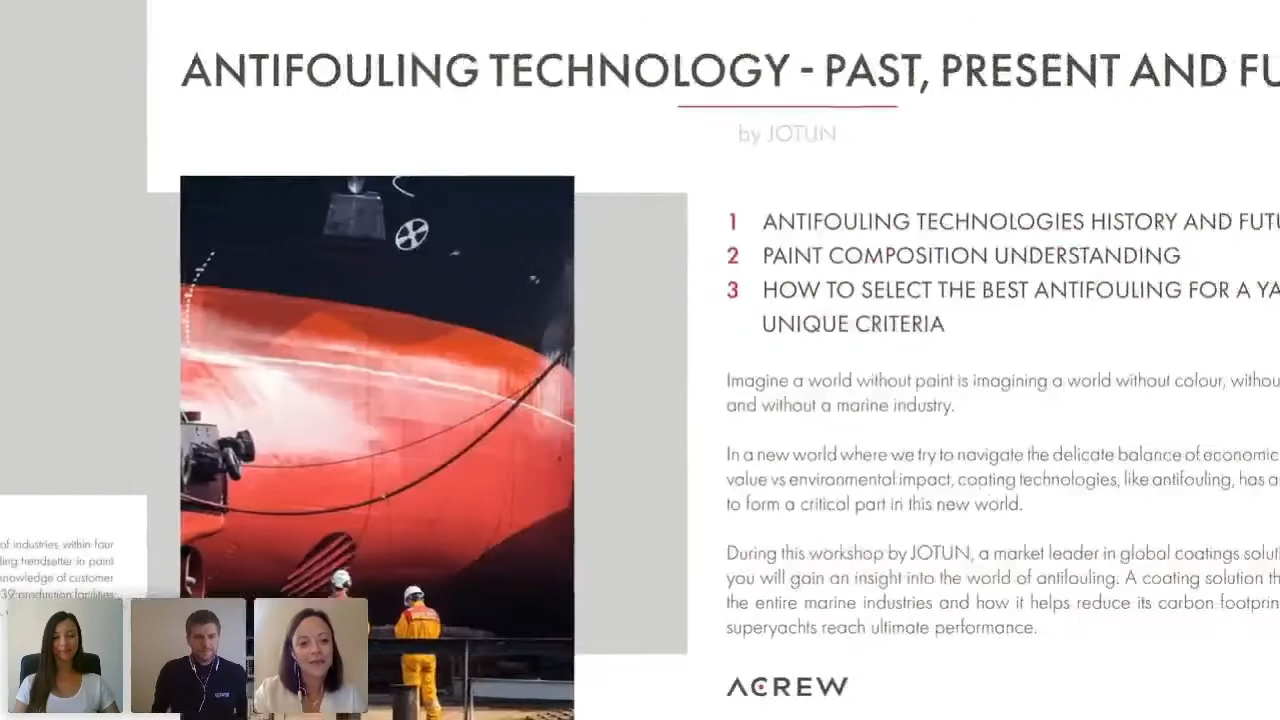 ANTIFOULING TECHNOLOGY - PAST, PRESENT AND FU
by JOTUN
1 ANTIFOULING TECHNOLOGIES HISTORY AND FUTU
2 PAINT COMPOSITION UNDERSTANDING
3 HOW TO SELECT THE BEST ANTIFOULING FOR A YA
UNIQUE CRITERIA
Imagine a world without paint is imagining a world without colour, withou
and without a marine industry.
In a new world where we try to navigate the delicate balance of economic
value vs environmental impact, coating technologies, like antifouling, has a
to form a critical part in this new world.
During this workshop by JOTUN, a market leader in global coatings soluti
you will gain an insight into the world of antifouling. A coating solution th
the entire marine industries and how it helps reduce its carbon footprin
superyachts reach ultimate performance.
of industries within four
ding trendsetter in paint
knowledge of customer
39 production facilities
ACREW